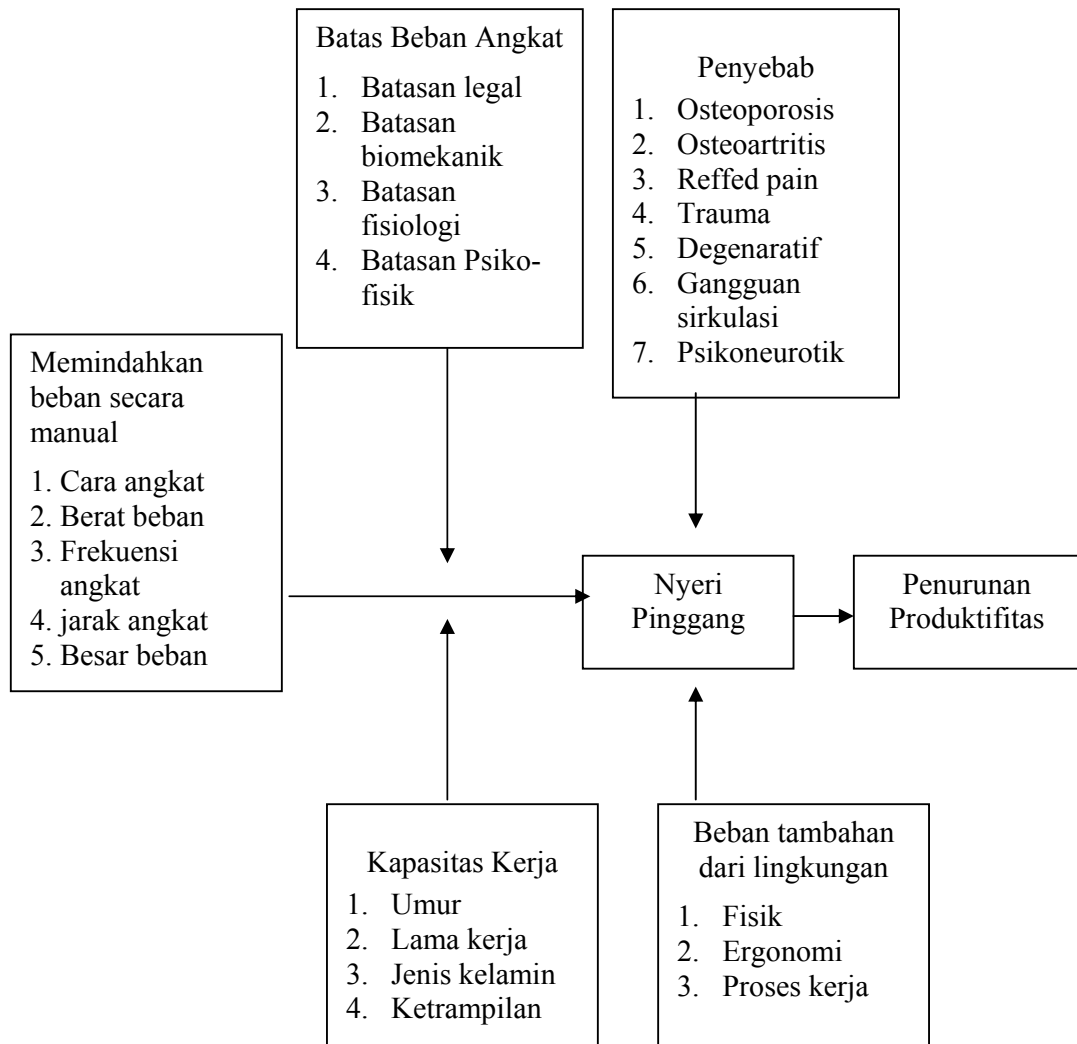 Batas Beban Angkat
1. Batasan legal
2. Batasan
biomekanik
3. Batasan
fisiologi
4. Batasan Psiko-
fisik
Penyebab
1. Osteoporosis
2. Osteoartritis
3. Reffed pain
4. Trauma
5. Degenaratif
6. Gangguan
sirkulasi
7. Psikoneurotik
Memindahkan
beban secara
manual
1. Cara angkat
2. Berat beban
3. Frekuensi
angkat
4. jarak angkat
5. Besar beban
Nyeri
Pinggang
Penurunan
Produktifitas
Kapasitas Kerja
1. Umur
2. Lama kerja
3. Jenis kelamin
4. Ketrampilan
Beban tambahan
dari lingkungan
1. Fisik
2. Ergonomi
3. Proses kerja